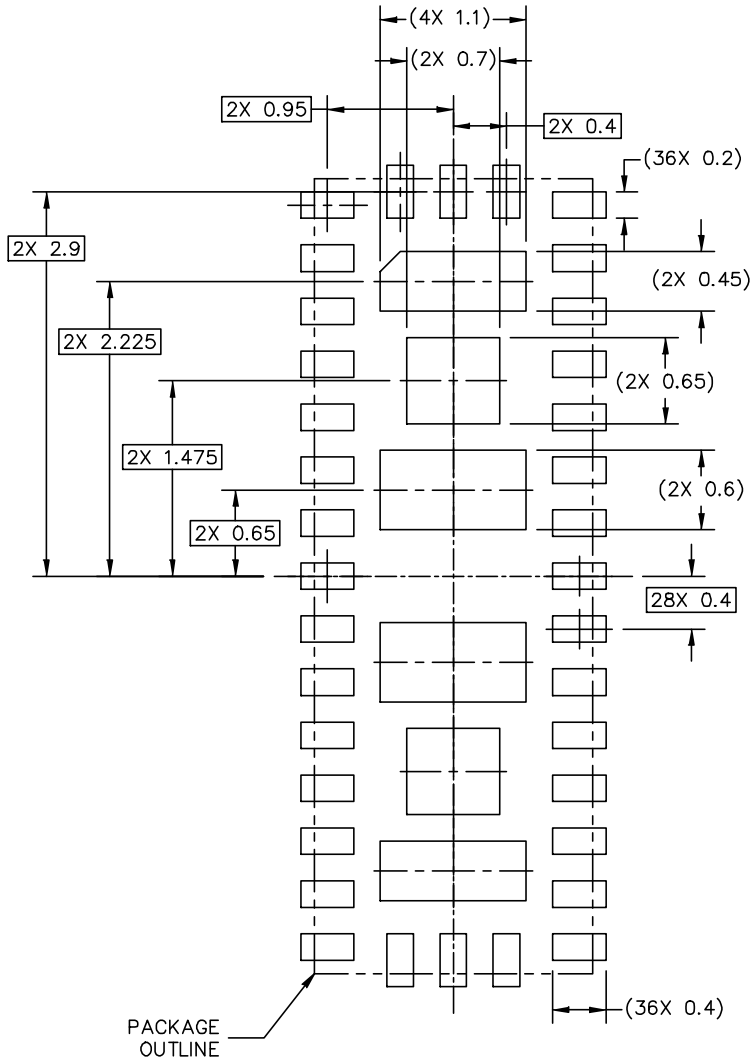 (4X 1.1)
(2X 0.7)
2X 0.95
2X 0.4
(36X 0.2)
2X 2.9
(2X 0.45)
2X 2.225
(2X 0.65)
2X 1.475
(2X 0.6)
2X 0.65
28X 0.4
(36X 0.4)
PACKAGE
OUTLINE